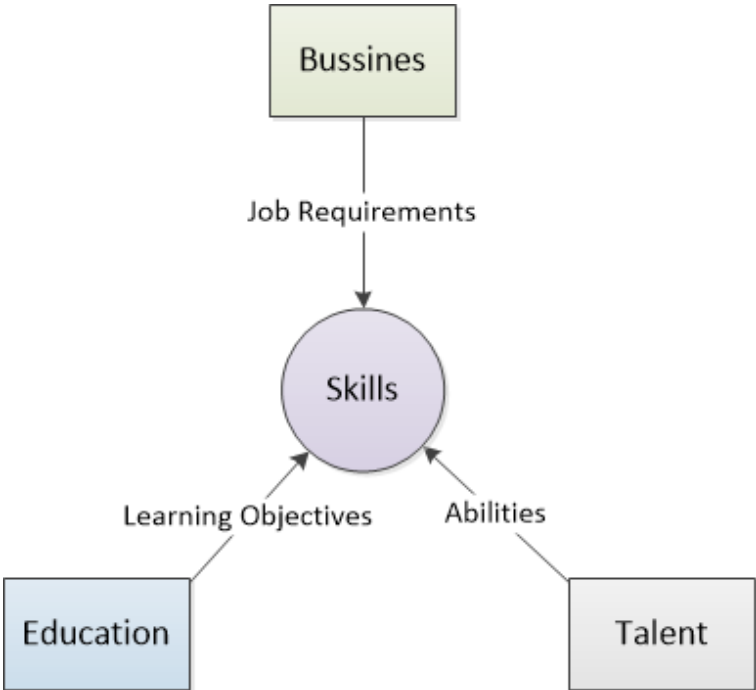 Bussines
Job Requirements
Skills
Learning Objectives
Abilities
Education
Talent